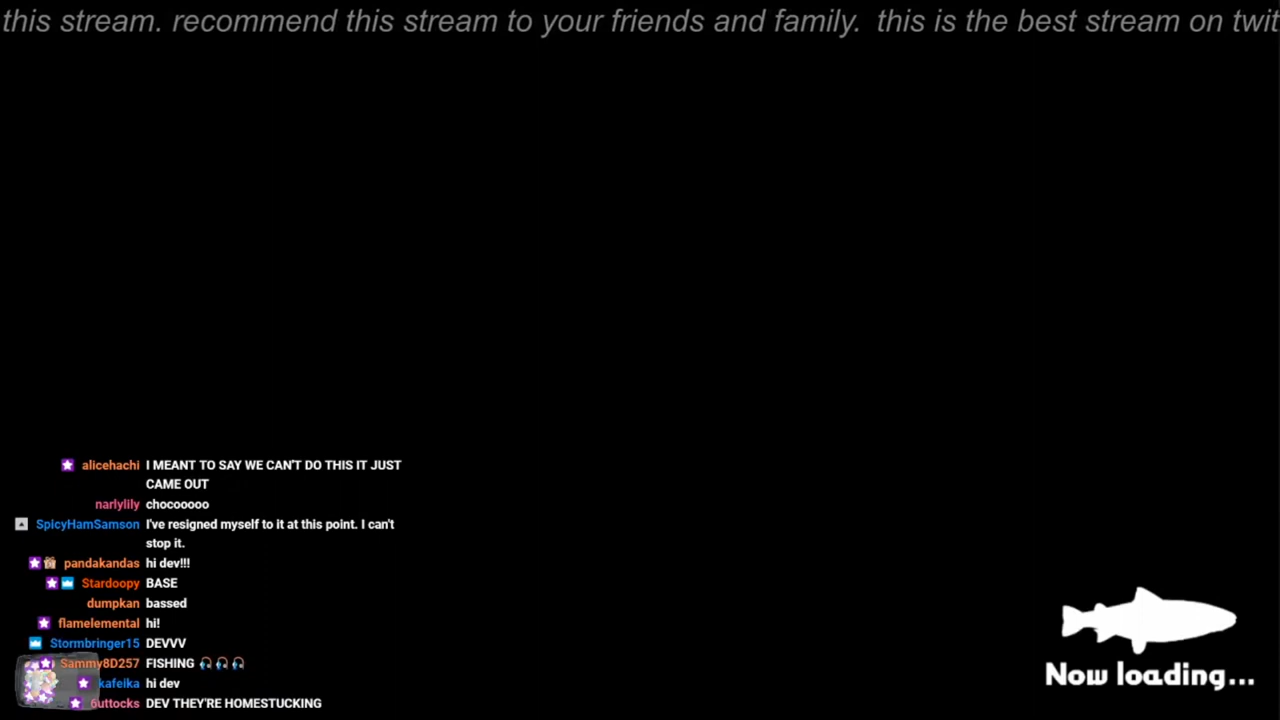 this stream. recommend this stream to your friends and family. this is the best stream on twit
alicehachi I MEANT TO SAY WE CAN'T DO THIS IT JUST
CAME OUT
narlylily chocooooo
SpicyHamSamson I've resigned myself to it at this point. I can't
stop it.
pandakandas hi dev!!!
Stardoopy BASE
dumpkan bassed
flamelemental hi!
Stormbringer15 DEVVV
Sammy8D257 FISHING 🎧🎧🎧
kafeika hi dev
6uttocks DEV THEY'RE HOMESTUCKING
Now loading...